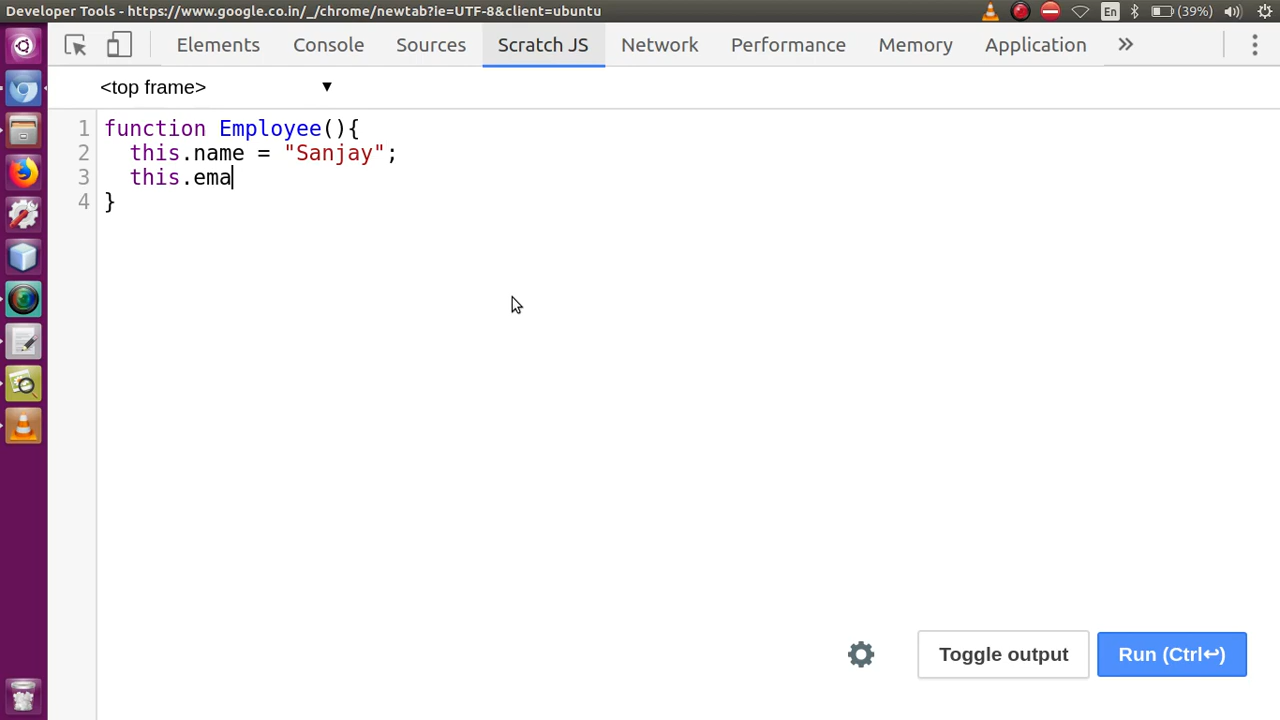 Developer Tools - https://www.google.co.in/_/chrome/newtab?ie=UTF-8&client=ubuntu
En
(39%)
Elements Console Sources Scratch JS Network Performance Memory Application
<top frame>
1 function Employee(){
2 this.name = "Sanjay";
3 this.ema
4 }
Toggle output Run (Ctrl↩)